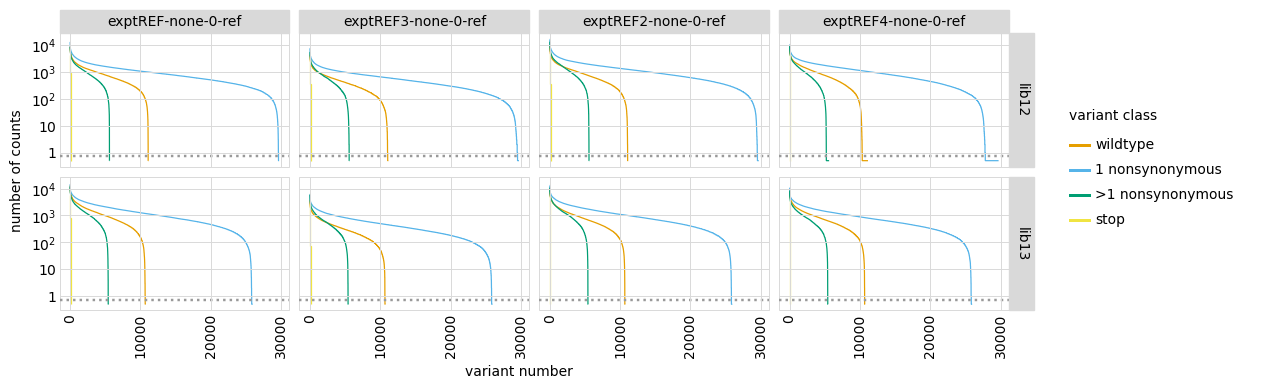 exptREF-none-0-ref
exptREF3-none-0-ref
exptREF2-none-0-ref
exptREF4-none-0-ref
number of counts
10⁴
10³
10²
10
1
lib12
10⁴
10³
10²
10
1
lib13
0
10000
20000
30000
0
10000
20000
30000
0
10000
20000
30000
0
10000
20000
30000
variant number
variant class
wildtype
1 nonsynonymous
>1 nonsynonymous
stop